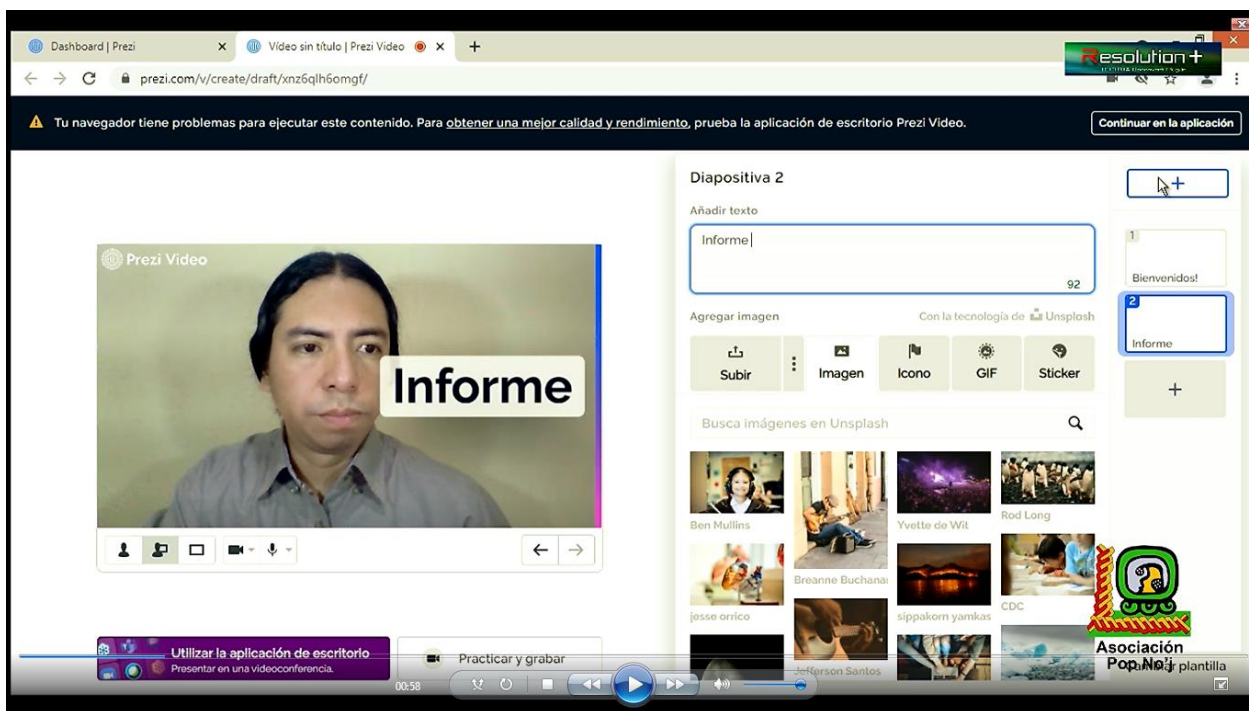 Dashboard | Prezi
Vídeo sin título | Prezi Video
Resolution+
prezi.com/v/create/draft/xnz6qlh6omgf/
Tu navegador tiene problemas para ejecutar este contenido. Para obtener una mejor calidad y rendimiento, prueba la aplicación de escritorio Prezi Video.
Continuar en la aplicación
Diapositiva 2
Añadir texto
Informe
92
Prezi Video
Informe
Agregar imagen
Con la tecnología de Unsplash
Subir
Imagen
Icono
GIF
Sticker
Busca imágenes en Unsplash
Ben Mullins
Breanne Buchanan
Yvette de Wit
Rod Long
jesse orrico
sippakorn yamkas
CDC
Jefferson Santos
1
Bienvenidos!
2
Informe
Asociación
Pop No'j
plantilla
Utilizar la aplicación de escritorio
Presentar en una videoconferencia.
Practicar y grabar
00:58